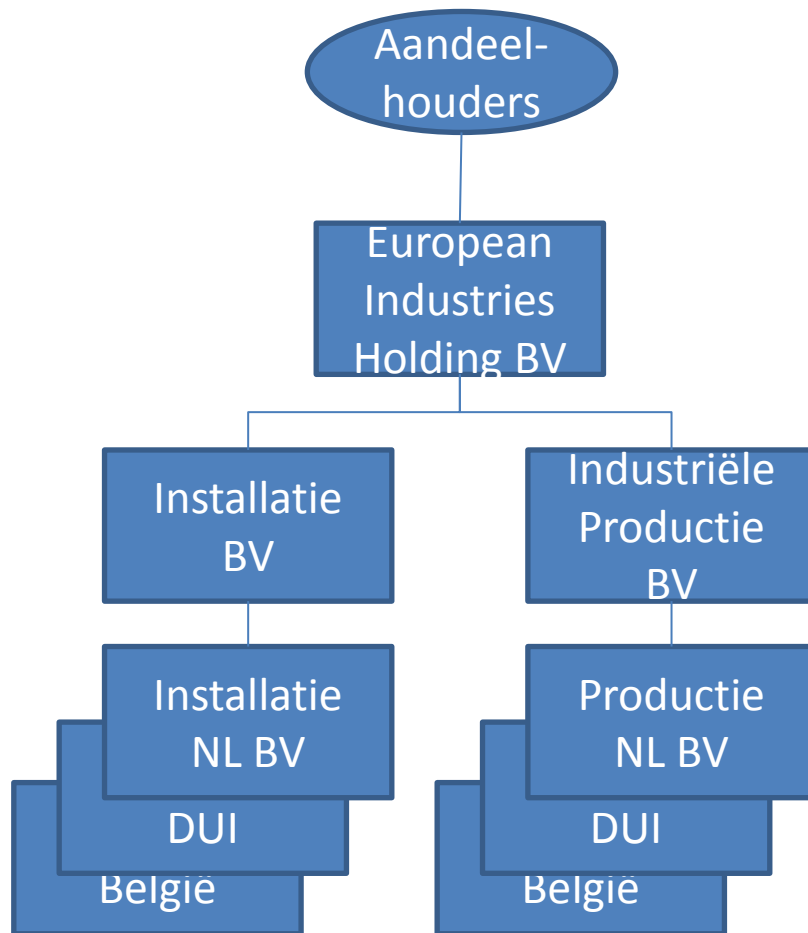 Aandeel-
houders
European
Industries
Holding BV
Installatie
BV
Industriële
Productie
BV
Installatie
NL BV
DUI
België
Productie
NL BV
DUI
België